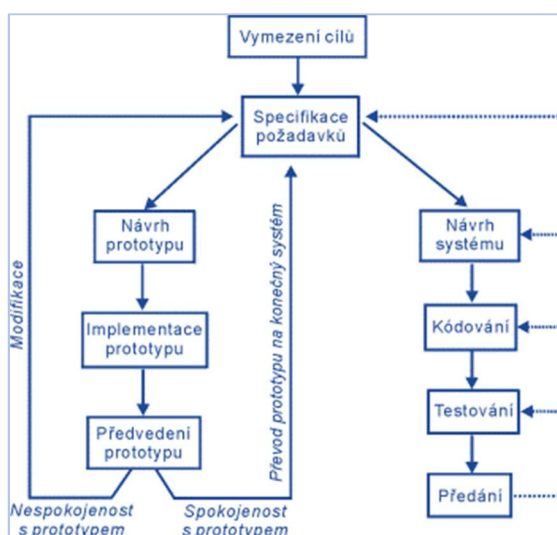 Vymezení cílů
Specifikace
požadavků
Návrh
prototypu
Návrh
systému
Modifikace
Převod prototypu na konečný systém
Implementace
prototypu
Kódování
Předvedení
prototypu
Testování
Předání
Nespokojenost
s prototypem
Spokojenost
s prototypem